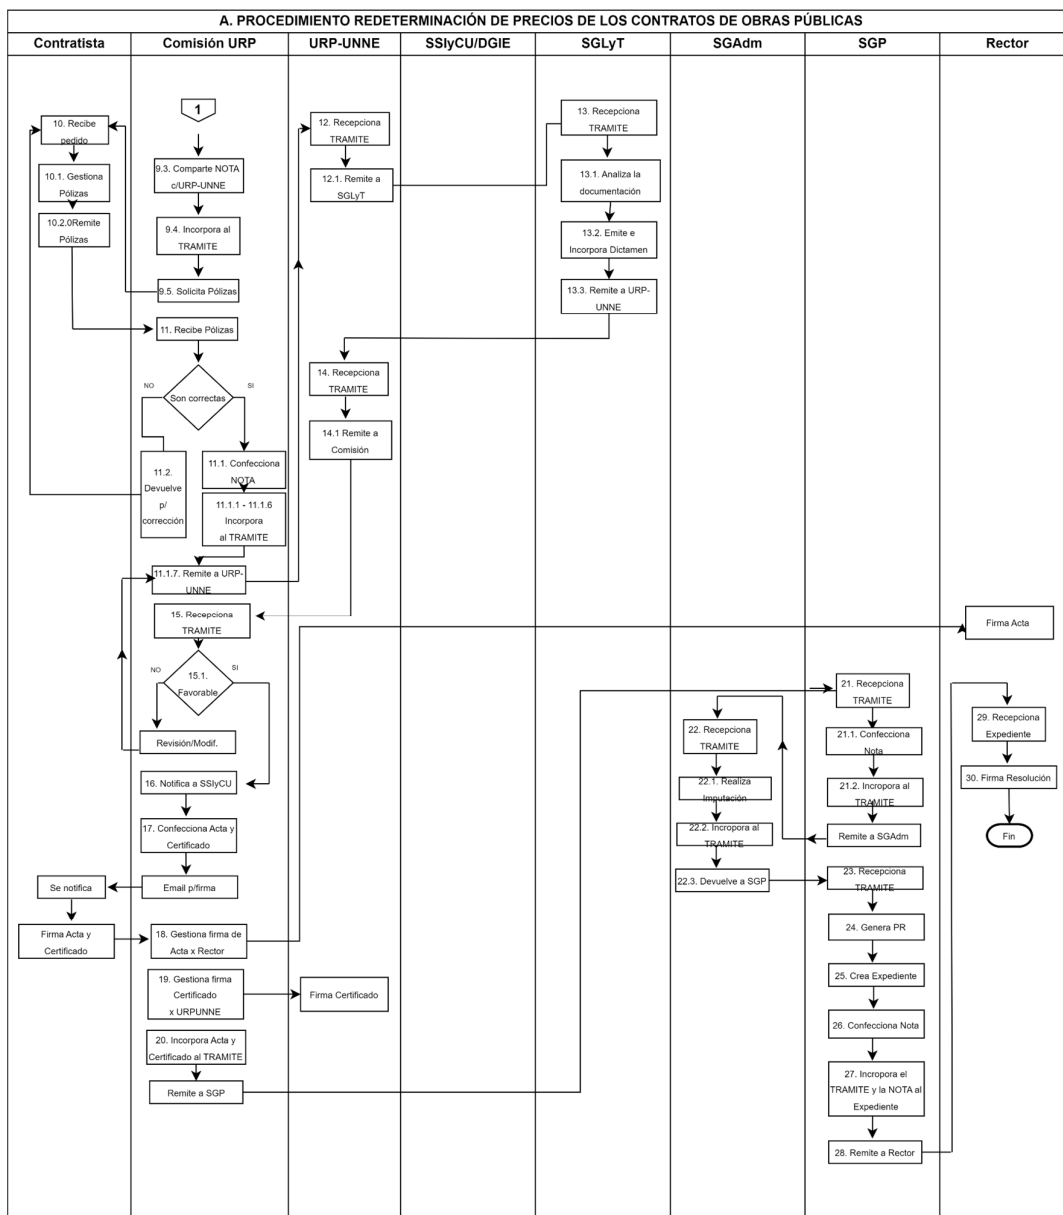 A. PROCEDIMIENTO REDETERMINACIÓN DE PRECIOS DE LOS CONTRATOS DE OBRAS PÚBLICAS
Contratista
Comisión URP
URP-UNNE
SSIyCU/DGIE
SGLyT
SGAdm
SGP
Rector
10. Recibe
pedido
10.1. Gestiona
Pólizas
10.2.0Remite
Pólizas
Se notifica
Firma Acta y
Certificado
1
9.3. Comparte NOTA
c/URP-UNNE
9.4. Incorpora al
TRAMITE
9.5. Solicita Pólizas
11. Recibe Pólizas
NO
SI
Son correctas
11.2.
Devuelve
p/
corrección
11.1. Confecciona
NOTA
11.1.1 - 11.1.6
Incorpora
al TRAMITE
11.1.7. Remite a URP-
UNNE
15. Recepciona
TRAMITE
NO
SI
15.1.
Favorable
Revisión/Modif.
16. Notifica a SSIyCU
17. Confecciona Acta y
Certificado
Email p/firma
18. Gestiona firma de
Acta x Rector
19. Gestiona firma
Certificado
x URPUNNE
20. Incorpora Acta y
Certificado al TRAMITE
Remite a SGP
12. Recepciona
TRAMITE
12.1. Remite a
SGLyT
14. Recepciona
TRAMITE
14.1 Remite a
Comisión
Firma Certificado
13. Recepciona
TRAMITE
13.1. Analiza la
documentación
13.2. Emite e
Incorpora Dictamen
13.3. Remite a URP-
UNNE
22. Recepciona
TRAMITE
22.1. Realiza
Imputación
22.2. Incropora al
TRAMITE
22.3. Devuelve a SGP
21. Recepciona
TRAMITE
21.1. Confecciona
Nota
21.2. Incropora al
TRAMITE
Remite a SGAdm
23. Recepciona
TRAMITE
24. Genera PR
25. Crea Expediente
26. Confecciona Nota
27. Incropora el
TRAMITE y la NOTA al
Expediente
28. Remite a Rector
Firma Acta
29. Recepciona
Expediente
30. Firma Resolución
Fin